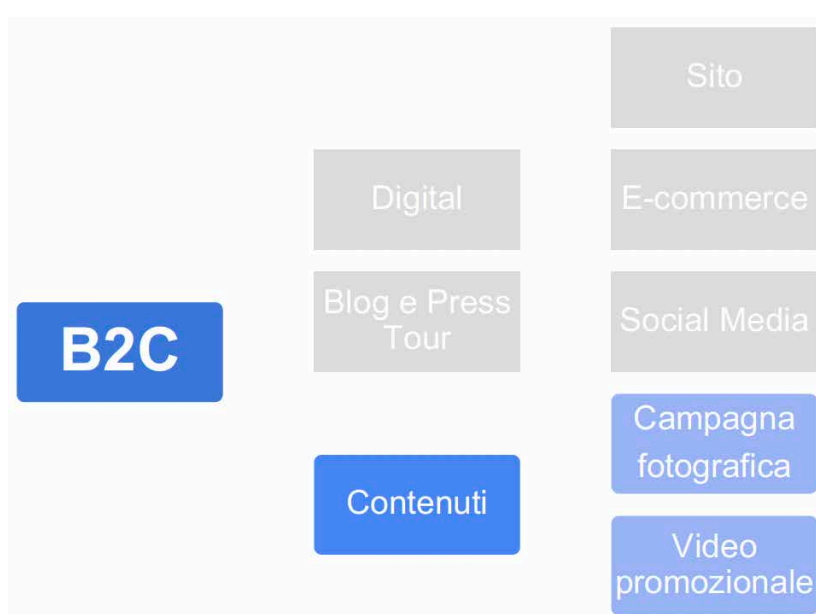 Sito
Digital
E-commerce
Blog e Press
Tour
Social Media
B2C
Campagna
fotografica
Contenuti
Video
promozionale